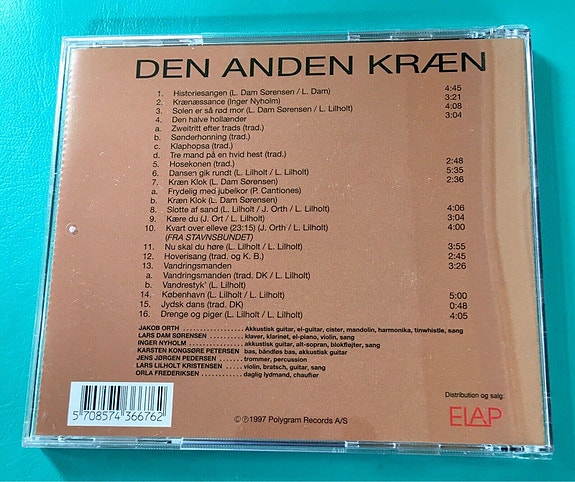 DEN ANDEN KRÆN
1. Historiesangen (L. Dam Sørensen / L. Dam) 4:45
2. Krænæssance (Inger Nyholm) 3:21
3. Solen er så rød mor (L. Dam Sørensen / L. Lilholt) 4:08
4. Den halve hollænder 3:04
a. Zweitritt efter trads (trad.)
b. Sønderhonning (trad.)
c. Klaphopsa (trad.)
d. Tre mand på en hvid hest (trad.)
5. Hosekonen (trad.) 2:48
6. Dansen gik rundt (L. Lilholt / L. Lilholt) 5:35
7. Kræn Klok (L. Dam Sørensen) 2:36
a. Frydelig med jubelkor (P. Cantiones)
b. Kræn Klok (L. Dam Sørensen)
8. Slotte af sand (L. Lilholt / J. Orth / L. Lilholt) 4:06
9. Kære du (J. Ort / L. Lilholt) 3:04
10. Kvart over elleve (23:15) (J. Orth / L. Lilholt) 4:00
(FRA STAVNSBUNDET)
11. Nu skal du høre (L. Lilholt / L. Lilholt) 3:55
12. Hoverisang (trad. og K. B.) 2:45
13. Vandringsmanden 3:26
a. Vandringsmanden (trad. DK / L. Lilholt)
b. Vandrestyk' (L. Lilholt)
14. København (L. Lilholt / L. Lilholt) 5:00
15. Jydsk dans (trad. DK) 0:48
16. Drenge og piger (L. Lilholt / L. Lilholt) 4:05
JAKOB ORTH ........................ Akkustisk guitar, el-guitar, cister, mandolin, harmonika, tinwhistle, sang
LARS DAM SØRENSEN ............ klaver, klarinet, el-piano, violin, sang
INGER NYHOLM .................... akkustisk guitar, alt-sopran, blokfløjter, sang
KARSTEN KONGSØRE PETERSEN bas, båndløs bas, akkustisk guitar
JENS JØRGEN PEDERSEN ........ trommer, percussion
LARS LILHOLT KRISTENSEN ..... violin, bratsch, guitar, sang
ORLA FREDERIKSEN .............. daglig lydmand, chauffør
5 708574 366762
©℗1997 Polygram Records A/S
Distribution og salg:
ELAP